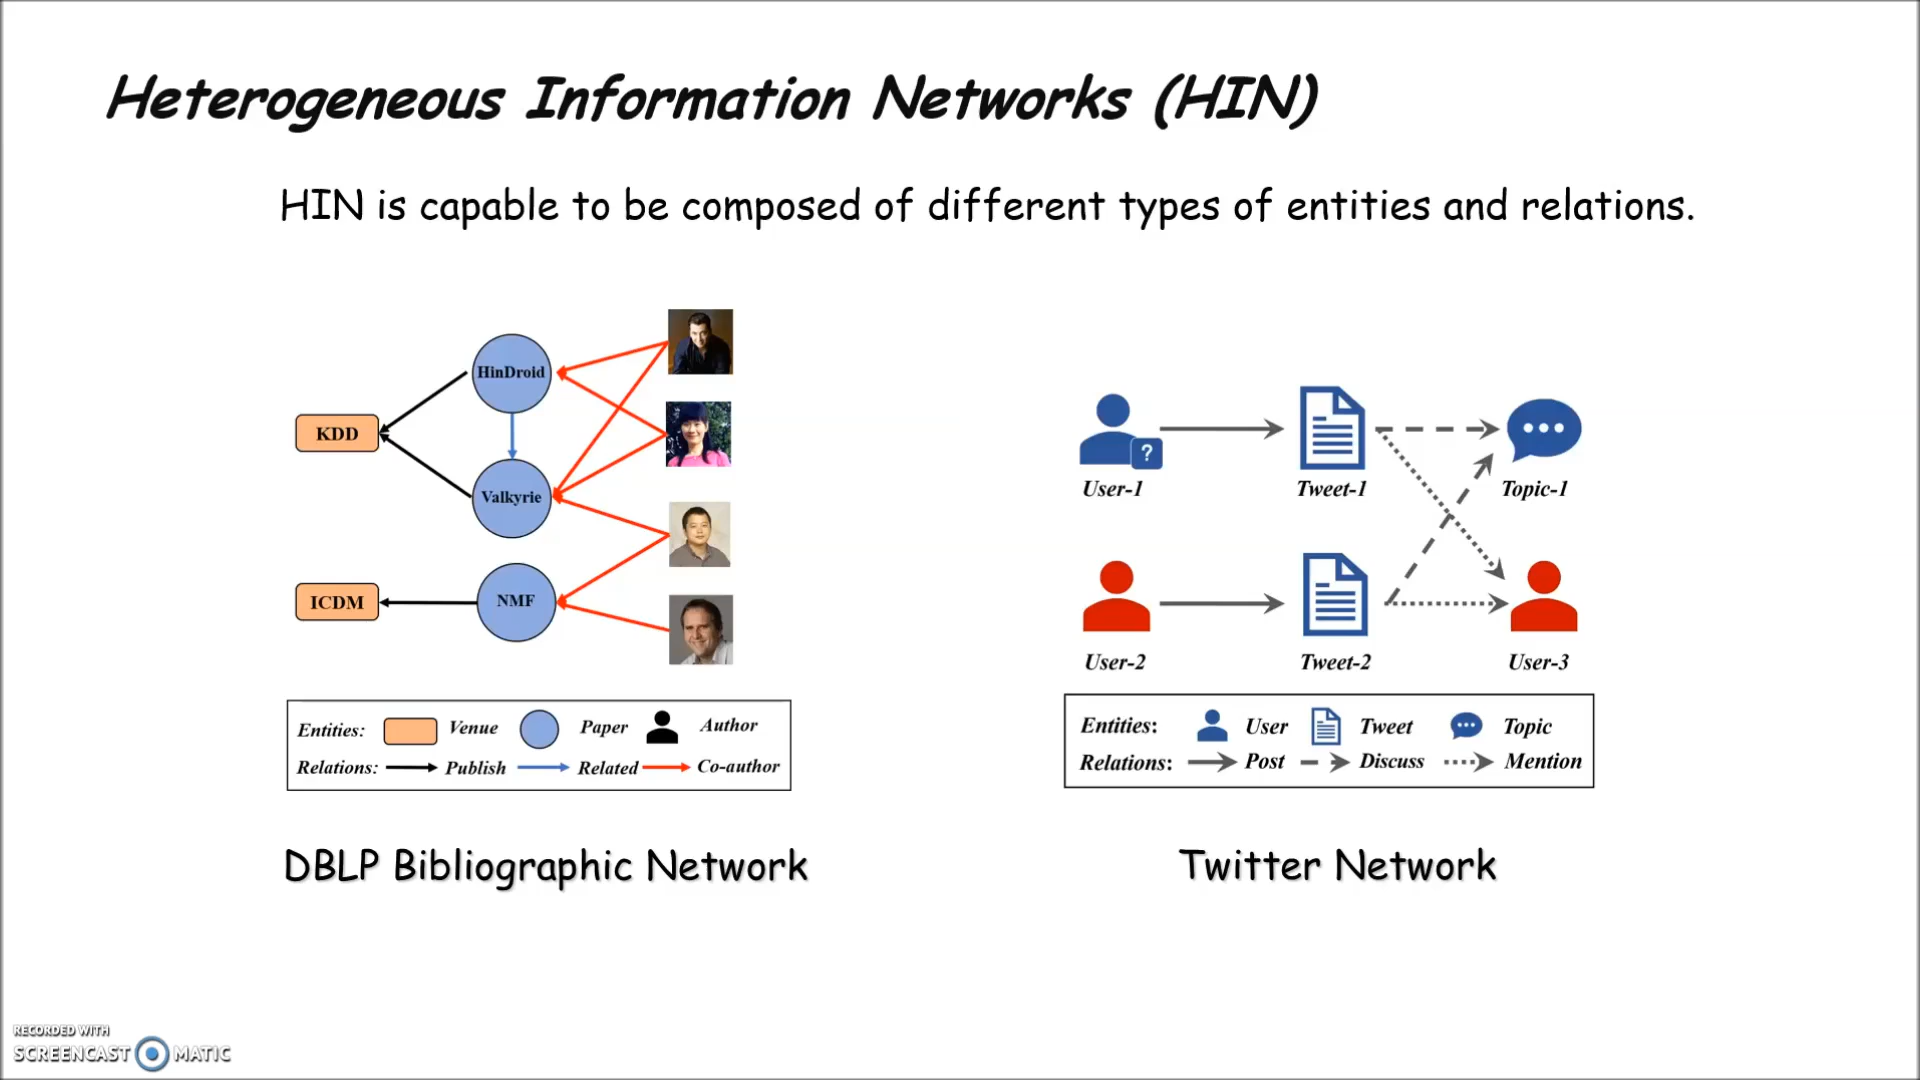 Heterogeneous Information Networks (HIN)
HIN is capable to be composed of different types of entities and relations.
HinDroid
KDD
Valkyrie
ICDM
NMF
Entities: Venue Paper Author
Relations: Publish Related Co-author
DBLP Bibliographic Network
?
User-1 Tweet-1 Topic-1
User-2 Tweet-2 User-3
Entities: User Tweet Topic
Relations: Post Discuss Mention
Twitter Network
RECORDED WITH
SCREENCAST MATIC